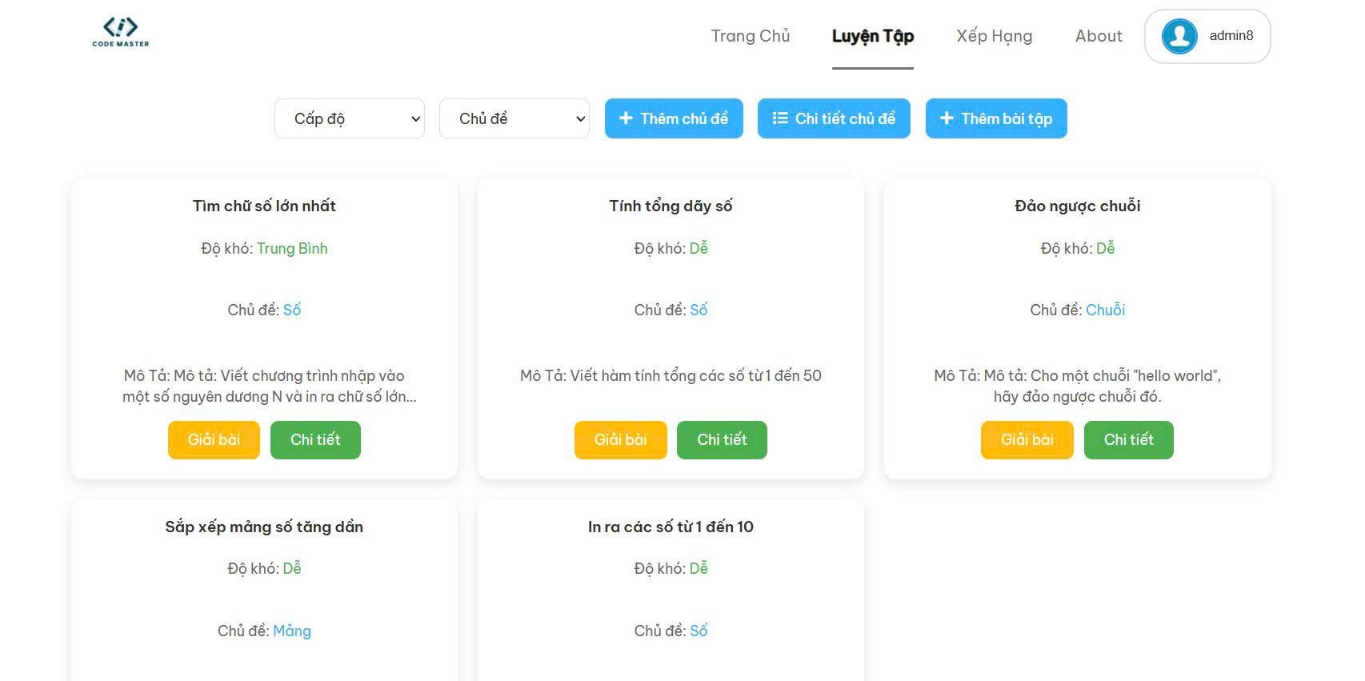 CODE MASTER
Trang Chủ
Luyện Tập
Xếp Hạng
About
admin8
Cấp độ
Chủ đề
Thêm chủ đề
Chi tiết chủ đề
Thêm bài tập
Tìm chữ số lớn nhất
Độ khó: Trung Bình
Chủ đề: Số
Mô Tả: Mô tả: Viết chương trình nhập vào
một số nguyên dương N và in ra chữ số lớn...
Giải bài
Chi tiết
Tính tổng dãy số
Độ khó: Dễ
Chủ đề: Số
Mô Tả: Viết hàm tính tổng các số từ 1 đến 50
Giải bài
Chi tiết
Đảo ngược chuỗi
Độ khó: Dễ
Chủ đề: Chuỗi
Mô Tả: Mô tả: Cho một chuỗi "hello world",
hãy đảo ngược chuỗi đó.
Giải bài
Chi tiết
Sắp xếp mảng số tăng dần
Độ khó: Dễ
Chủ đề: Mảng
In ra các số từ 1 đến 10
Độ khó: Dễ
Chủ đề: Số